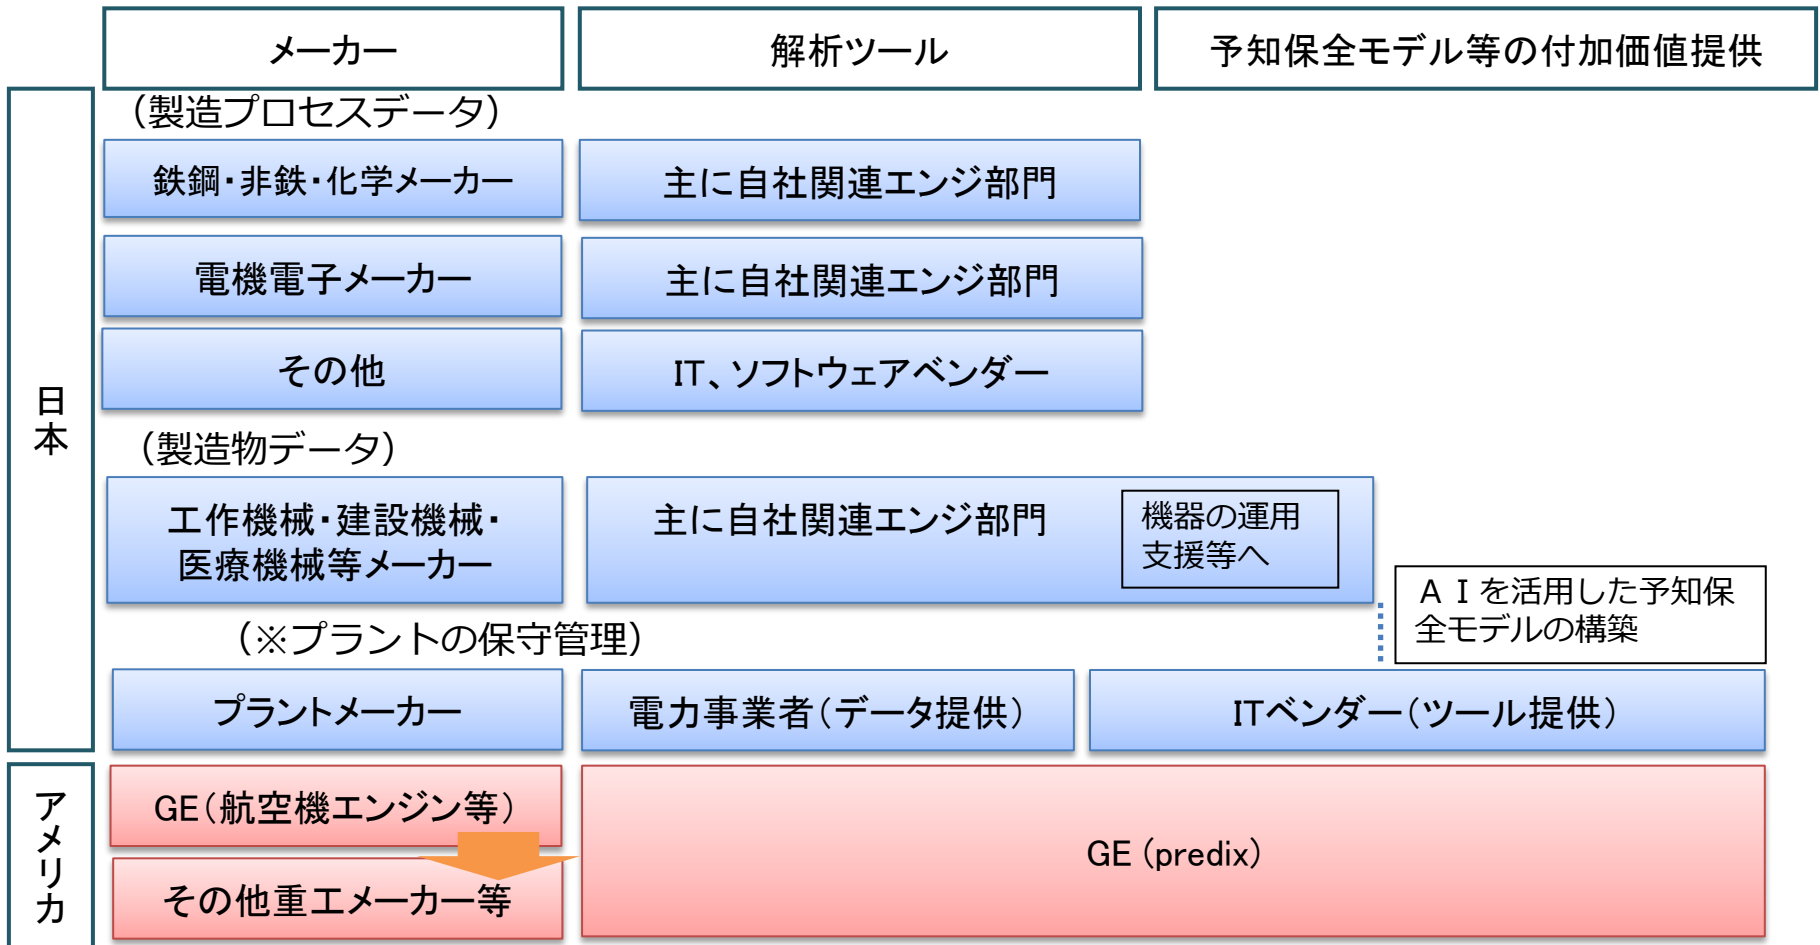 メーカー
解析ツール
予知保全モデル等の付加価値提供
日本
（製造プロセスデータ）
鉄鋼・非鉄・化学メーカー
主に自社関連エンジ部門
電機電子メーカー
主に自社関連エンジ部門
その他
IT、ソフトウェアベンダー
（製造物データ）
工作機械・建設機械・
医療機械等メーカー
主に自社関連エンジ部門
機器の運用
支援等へ
ＡＩを活用した予知保
全モデルの構築
（※プラントの保守管理）
プラントメーカー
電力事業者（データ提供）
ITベンダー（ツール提供）
アメリカ
GE（航空機エンジン等）
その他重工メーカー等
GE（predix）